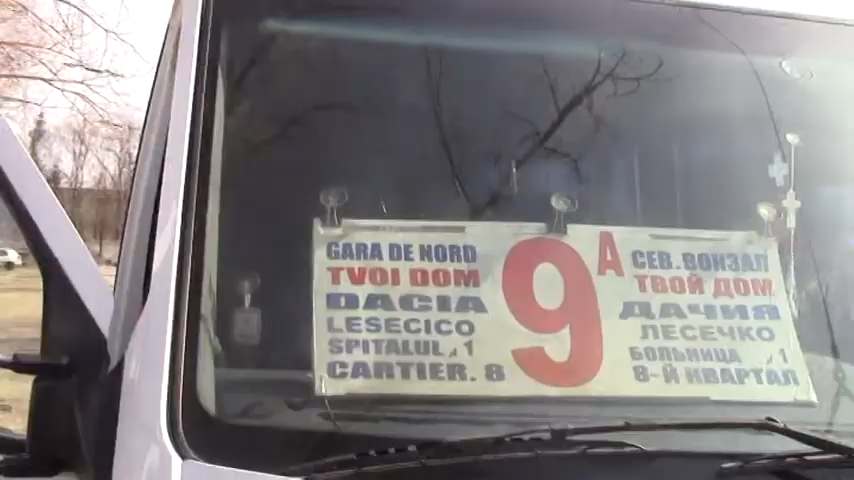 GARA DE NORD
TVOI DOM
DACIA
LESECICO
SPITALUL .1
CARTIER. 8
9A
СЕВ.ВОКЗАЛ
ТВОЙ ДОМ
ДАЧИЯ
ЛЕСЕЧКО
БОЛЬНИЦА .1
8-Й КВАРТАЛ